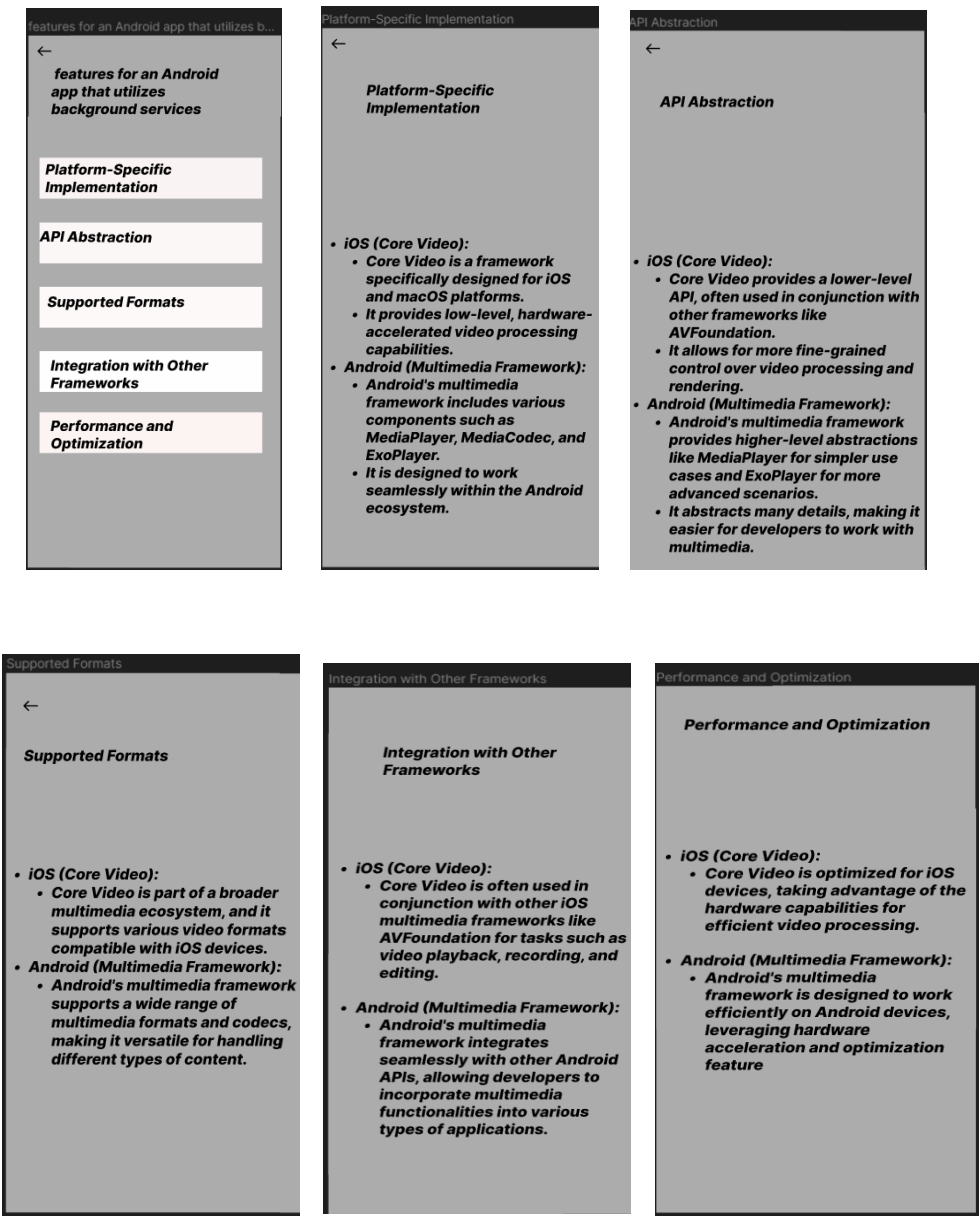 features for an Android app that utilizes b...
←
features for an Android
app that utilizes
background services
Platform-Specific
Implementation
API Abstraction
Supported Formats
Integration with Other
Frameworks
Performance and
Optimization
Platform-Specific Implementation
←
Platform-Specific
Implementation
• iOS (Core Video):
• Core Video is a framework
specifically designed for iOS
and macOS platforms.
• It provides low-level, hardware-
accelerated video processing
capabilities.
• Android (Multimedia Framework):
• Android's multimedia
framework includes various
components such as
MediaPlayer, MediaCodec, and
ExoPlayer.
• It is designed to work
seamlessly within the Android
ecosystem.
API Abstraction
←
API Abstraction
• iOS (Core Video):
• Core Video provides a lower-level
API, often used in conjunction with
other frameworks like
AVFoundation.
• It allows for more fine-grained
control over video processing and
rendering.
• Android (Multimedia Framework):
• Android's multimedia framework
provides higher-level abstractions
like MediaPlayer for simpler use
cases and ExoPlayer for more
advanced scenarios.
• It abstracts many details, making it
easier for developers to work with
multimedia.
Supported Formats
←
Supported Formats
• iOS (Core Video):
• Core Video is part of a broader
multimedia ecosystem, and it
supports various video formats
compatible with iOS devices.
• Android (Multimedia Framework):
• Android's multimedia framework
supports a wide range of
multimedia formats and codecs,
making it versatile for handling
different types of content.
Integration with Other Frameworks
Integration with Other
Frameworks
• iOS (Core Video):
• Core Video is often used in
conjunction with other iOS
multimedia frameworks like
AVFoundation for tasks such as
video playback, recording, and
editing.
• Android (Multimedia Framework):
• Android's multimedia
framework integrates
seamlessly with other Android
APIs, allowing developers to
incorporate multimedia
functionalities into various
types of applications.
Performance and Optimization
Performance and Optimization
• iOS (Core Video):
• Core Video is optimized for iOS
devices, taking advantage of the
hardware capabilities for
efficient video processing.
• Android (Multimedia Framework):
• Android's multimedia
framework is designed to work
efficiently on Android devices,
leveraging hardware
acceleration and optimization
feature